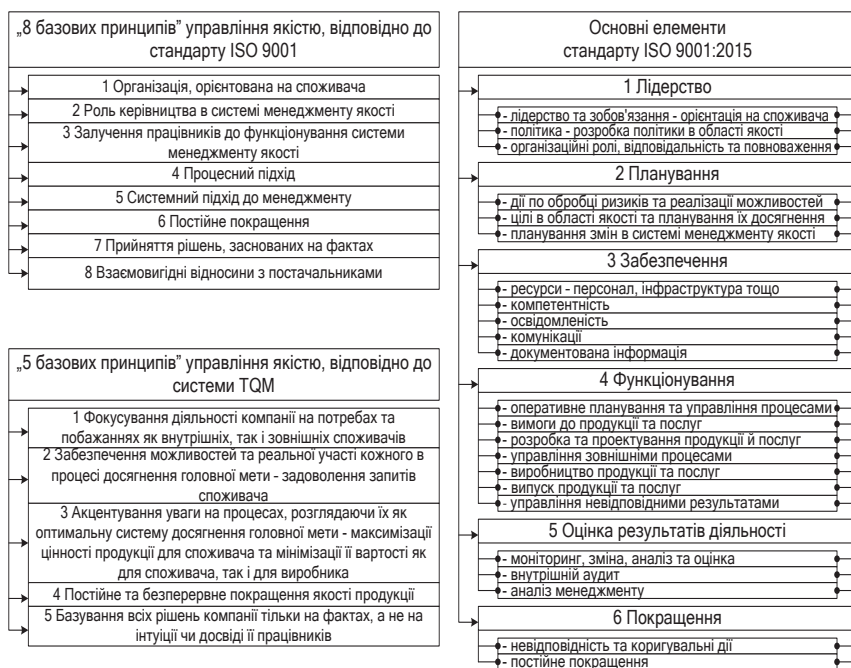 „8 базових принципів” управління якістю, відповідно до
стандарту ISO 9001
1 Організація, орієнтована на споживача
2 Роль керівництва в системі менеджменту якості
3 Залучення працівників до функціонування системи
менеджменту якості
4 Процесний підхід
5 Системний підхід до менеджменту
6 Постійне покращення
7 Прийняття рішень, заснованих на фактах
8 Взаємовигідні відносини з постачальниками
„5 базових принципів” управління якістю, відповідно до
системи TQM
1 Фокусування діяльності компанії на потребах та
побажаннях як внутрішніх, так і зовнішніх споживачів
2 Забезпечення можливостей та реальної участі кожного в
процесі досягнення головної мети - задоволення запитів
споживача
3 Акцентування уваги на процесах, розглядаючи їх як
оптимальну систему досягнення головної мети - максимізації
цінності продукції для споживача та мінімізації її вартості як
для споживача, так і для виробника
4 Постійне та безперервне покращення якості продукції
5 Базування всіх рішень компанії тільки на фактах, а не на
інтуіції чи досвіді її працівників
Основні елементи
стандарту ISO 9001:2015
1 Лідерство
- лідерство та зобов'язання - орієнтація на споживача
- політика - розробка політики в області якості
- організаційні ролі, відповідальність та повноваження
2 Планування
- дії по обробці ризиків та реалізації можливостей
- цілі в області якості та планування їх досягнення
- планування змін в системі менеджменту якості
3 Забезпечення
- ресурси - персонал, інфраструктура тощо
- компетентність
- освідомленість
- комунікації
- документована інформація
4 Функціонування
- оперативне планування та управління процесами
- вимоги до продукції та послуг
- розробка та проектування продукції й послуг
- управління зовнішніми процесами
- виробництво продукції та послуг
- випуск продукції та послуг
- управління невідповідними результатами
5 Оцінка результатів діяльності
- моніторинг, зміна, аналіз та оцінка
- внутрішній аудит
- аналіз менеджменту
6 Покращення
- невідповідність та коригувальні дії
- постійне покращення